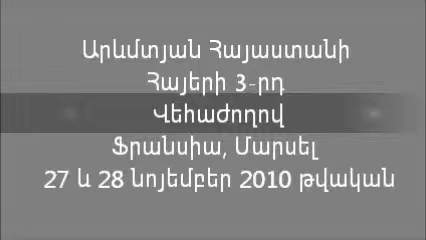 Արևմտյան Հայաստանի
Հայերի 3-րդ
Վեհաժողով
Ֆրանսիա, Մարսել
27 և 28 նոյեմբեր 2010 թվական